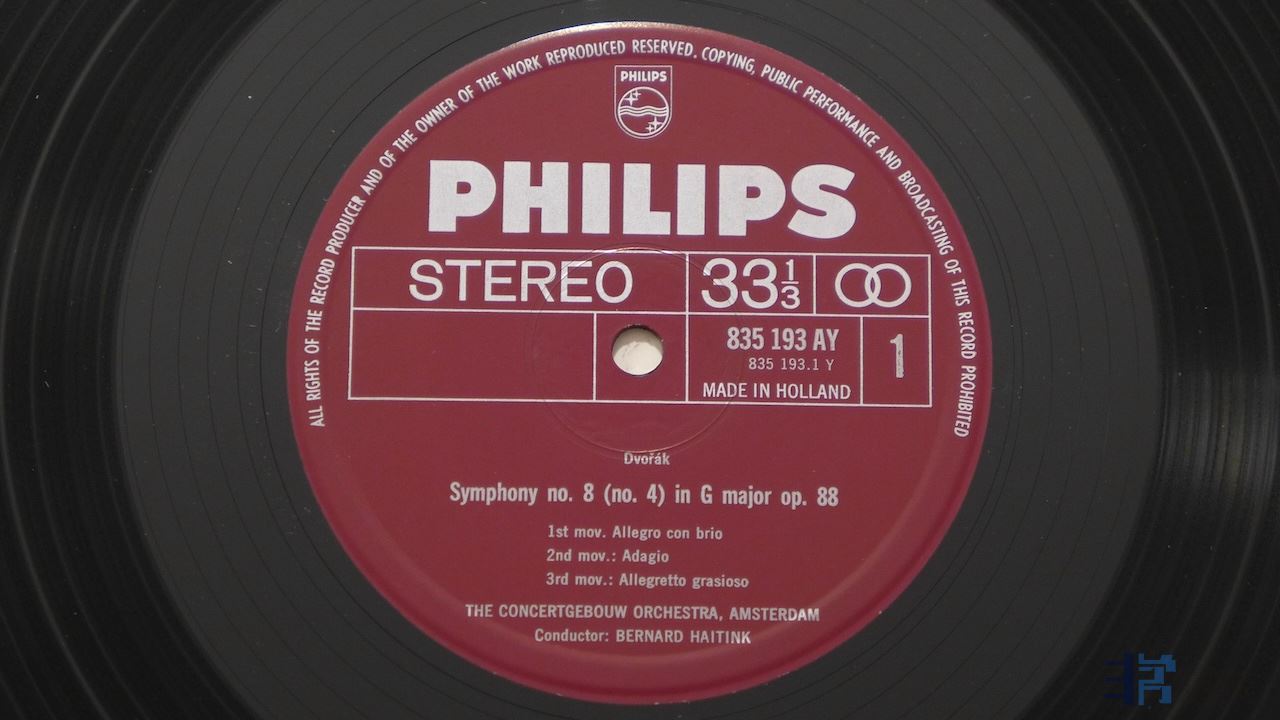 ALL RIGHTS OF THE RECORD PRODUCER AND OF THE OWNER OF THE WORK REPRODUCED RESERVED. COPYING, PUBLIC PERFORMANCE AND BROADCASTING OF THIS RECORD PROHIBITED
PHILIPS
PHILIPS
STEREO
33 1/3
835 193 AY
835 193.1 Y
MADE IN HOLLAND
1
Dvořák
Symphony no. 8 (no. 4) in G major op. 88
1st mov. Allegro con brio
2nd mov.: Adagio
3rd mov.: Allegretto grasioso
THE CONCERTGEBOUW ORCHESTRA, AMSTERDAM
Conductor: BERNARD HAITINK